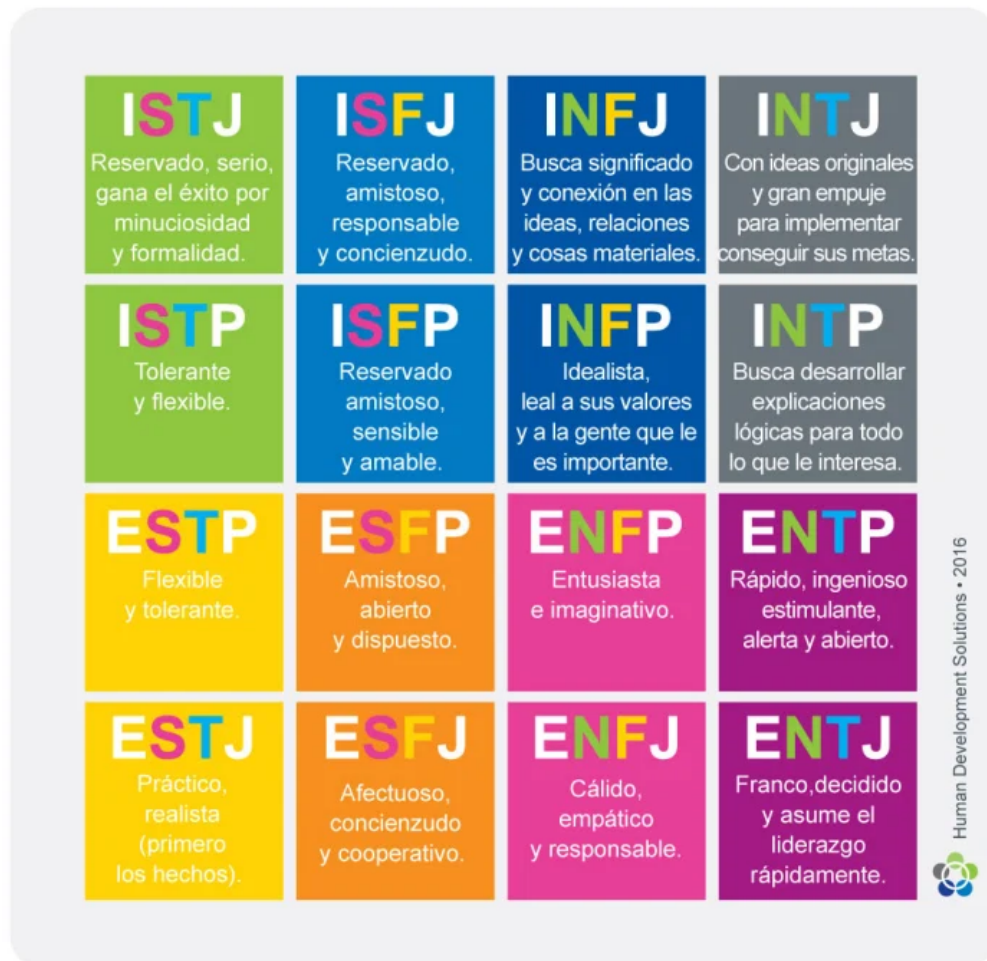 ISTJ
Reservado, serio,
gana el éxito por
minuciosidad
y formalidad.
ISFJ
Reservado,
amistoso,
responsable
y concienzudo.
INFJ
Busca significado
y conexión en las
ideas, relaciones
y cosas materiales.
INTJ
Con ideas originales
y gran empuje
para implementar
conseguir sus metas.
ISTP
Tolerante
y flexible.
ISFP
Reservado
amistoso,
sensible
y amable.
INFP
Idealista,
leal a sus valores
y a la gente que le
es importante.
INTP
Busca desarrollar
explicaciones
lógicas para todo
lo que le interesa.
ESTP
Flexible
y tolerante.
ESFP
Amistoso,
abierto
y dispuesto.
ENFP
Entusiasta
e imaginativo.
ENTP
Rápido, ingenioso
estimulante,
alerta y abierto.
ESTJ
Práctico,
realista
(primero
los hechos).
ESFJ
Afectuoso,
concienzudo
y cooperativo.
ENFJ
Cálido,
empático
y responsable.
ENTJ
Franco,decidido
y asume el
liderazgo
rápidamente.
Human Development Solutions • 2016